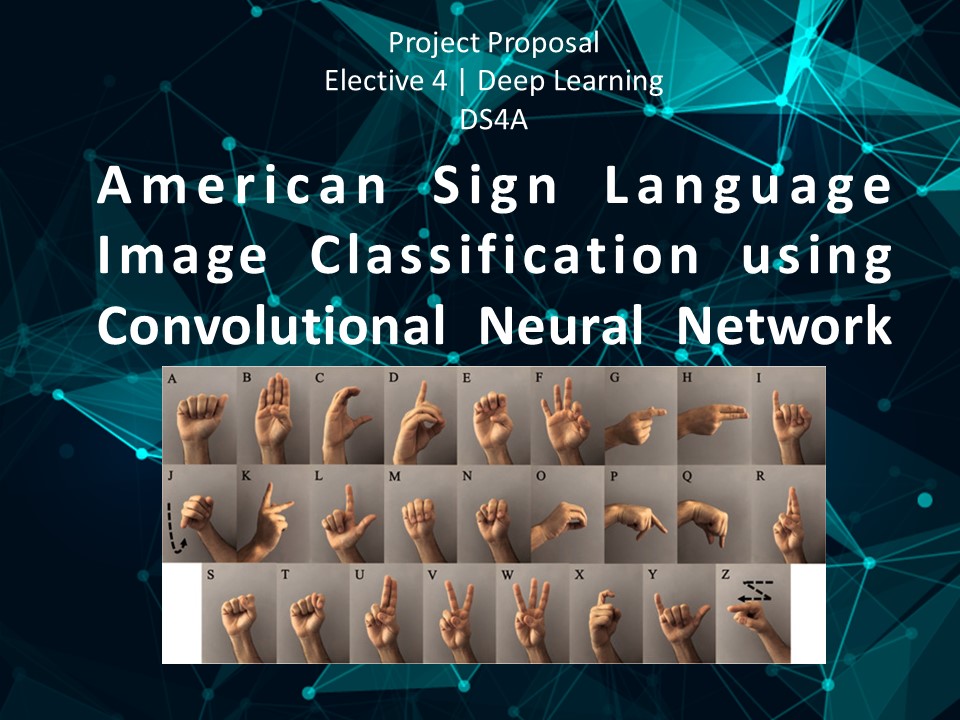 Project Proposal
Elective 4 | Deep Learning
DS4A
American Sign Language
Image Classification using
Convolutional Neural Network
A B C D E F G H I
J K L M N O P Q R
S T U V W X Y Z